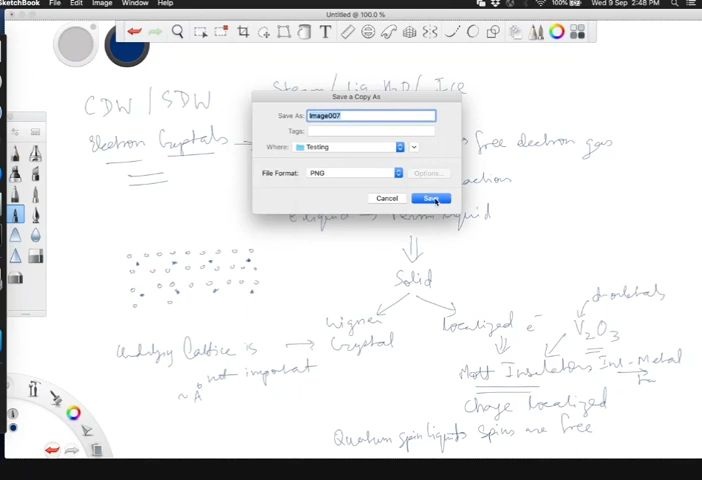 SketchBook File Edit Image Window Help 100% Wed 9 Sep 2:48 PM
Untitled @ 100.0 %
Save a Copy As
Save As: Image007
Tags:
Where: Testing
File Format: PNG Options...
Cancel Save
CDW / SDW
Steam / Liq H2O / Ice
Electron Crystals → free electron gas
Fermi liquid
Solid
Wigner Crystal
Localized e-
d-orbitals
V2O3
Underlying Lattice is not important
~ Å
Mott Insulators Ins-Metal
Charge Localized
Quantum spin liquids spins are free